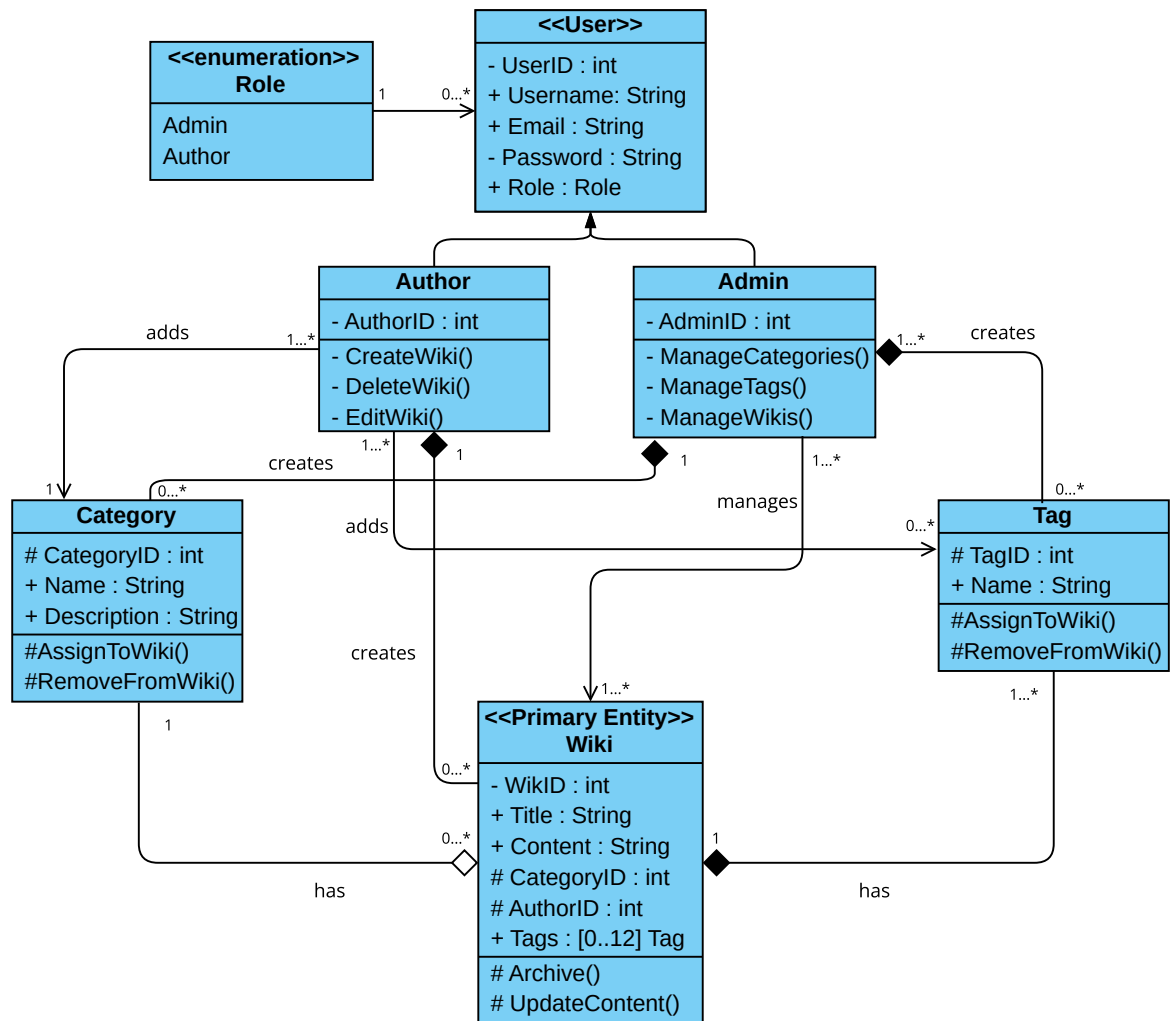 <<User>>
- UserID : int
+ Username: String
+ Email : String
- Password : String
+ Role : Role
<<enumeration>>
Role
Admin
Author
1
0...*
Author
- AuthorID : int
- CreateWiki()
- DeleteWiki()
- EditWiki()
Admin
- AdminID : int
- ManageCategories()
- ManageTags()
- ManageWikis()
adds
1...*
1...*
creates
1...*
1
1
1...*
creates
manages
1
0...*
adds
0...*
0...*
Category
# CategoryID : int
+ Name : String
+ Description : String
#AssignToWiki()
#RemoveFromWiki()
Tag
# TagID : int
+ Name : String
#AssignToWiki()
#RemoveFromWiki()
creates
1...*
1
1...*
<<Primary Entity>>
Wiki
- WikID : int
+ Title : String
+ Content : String
# CategoryID : int
# AuthorID : int
+ Tags : [0..12] Tag
# Archive()
# UpdateContent()
0...*
0...*
1
has
has